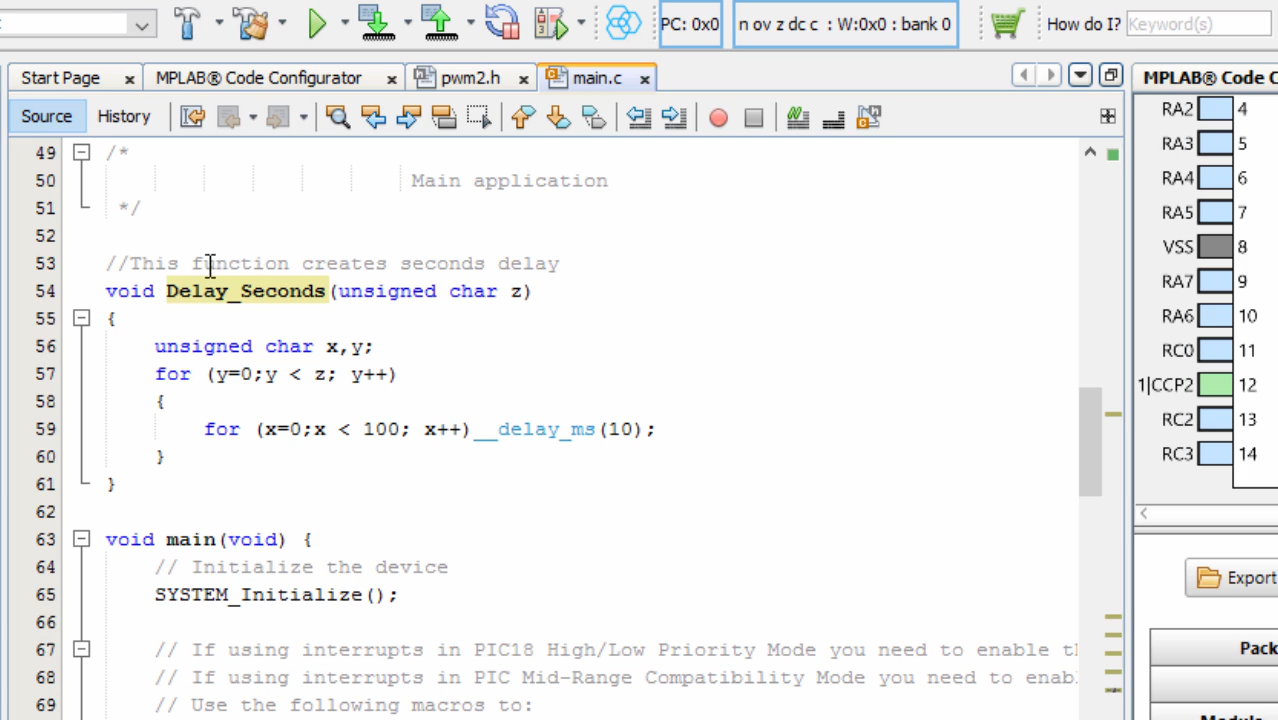 PC: 0x0
n ov z dc c : W:0x0 : bank 0
How do I?
Keyword(s)
Start Page
MPLAB® Code Configurator
pwm2.h
main.c
MPLAB® Code C
Source
History
49 /*
50 Main application
51 */
52
53 //This function creates seconds delay
54 void Delay_Seconds(unsigned char z)
55 {
56 unsigned char x,y;
57 for (y=0;y < z; y++)
58 {
59 for (x=0;x < 100; x++)__delay_ms(10);
60 }
61 }
62
63 void main(void) {
64 // Initialize the device
65 SYSTEM_Initialize();
66
67 // If using interrupts in PIC18 High/Low Priority Mode you need to enable t
68 // If using interrupts in PIC Mid-Range Compatibility Mode you need to enab
69 // Use the following macros to:
RA2 4
RA3 5
RA4 6
RA5 7
VSS 8
RA7 9
RA6 10
RC0 11
1|CCP2 12
RC2 13
RC3 14
Export
Pack